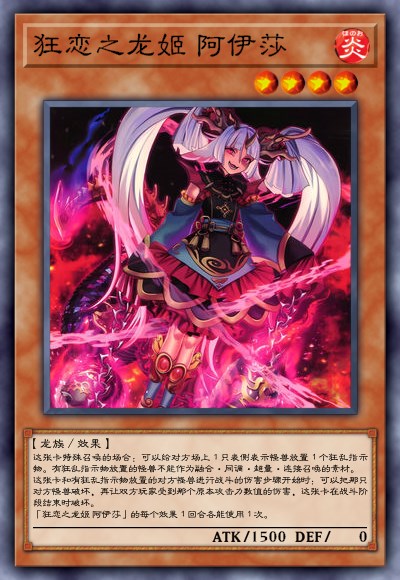 狂恋之龙姬 阿伊莎
ほのお
炎
【龙族／效果】
这张卡特殊召唤的场合：可以给对方场上1只表侧表示怪兽放置1个狂乱指示
物。有狂乱指示物放置的怪兽不能作为融合·同调·超量·连接召唤的素材。
这张卡和有狂乱指示物放置的对方怪兽进行战斗的伤害步骤开始时：可以把那只
对方怪兽破坏，再让双方玩家受到那个原本攻击力数值的伤害，这张卡在战斗阶
段结束时破坏。
「狂恋之龙姬 阿伊莎」的每个效果1回合各能使用1次。
ATK/1500 DEF/ 0